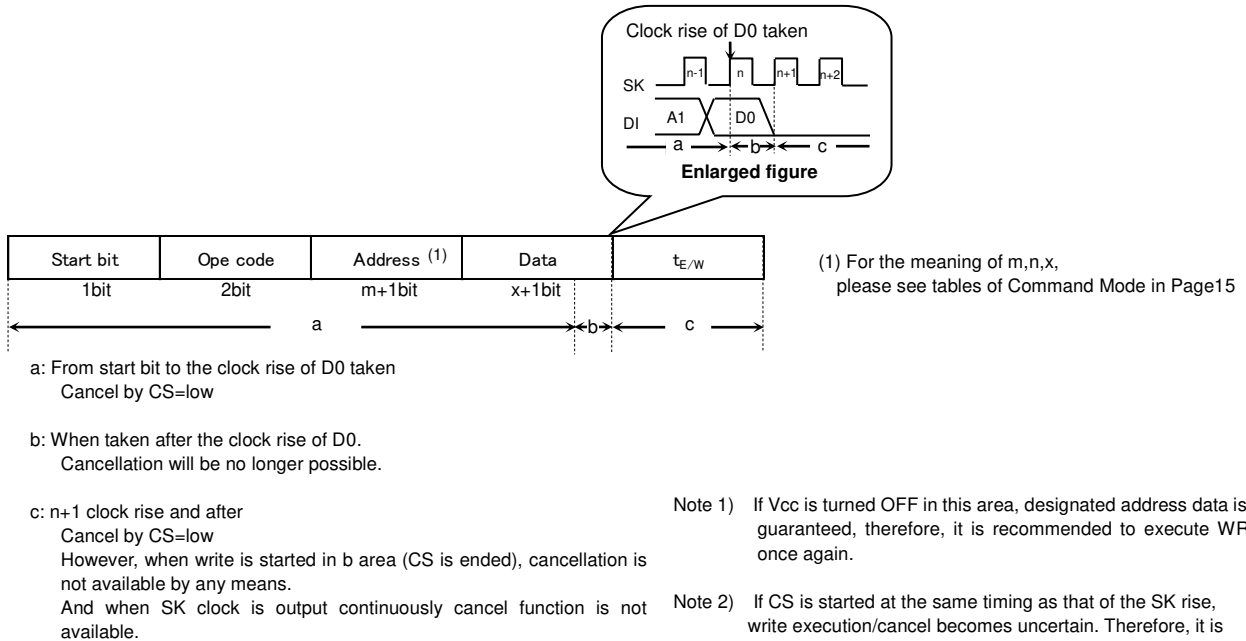 Clock rise of D0 taken
SK n-1 n n+1 n+2
DI A1 D0
a b c
Enlarged figure
Start bit Ope code Address (1) Data tE/W
1bit 2bit m+1bit x+1bit
a b c
(1) For the meaning of m,n,x,
please see tables of Command Mode in Page15
a: From start bit to the clock rise of D0 taken
Cancel by CS=low
b: When taken after the clock rise of D0.
Cancellation will be no longer possible.
c: n+1 clock rise and after
Cancel by CS=low
However, when write is started in b area (CS is ended), cancellation is
not available by any means.
And when SK clock is output continuously cancel function is not
available.
Note 1) If Vcc is turned OFF in this area, designated address data is
guaranteed, therefore, it is recommended to execute WR
once again.
Note 2) If CS is started at the same timing as that of the SK rise,
write execution/cancel becomes uncertain. Therefore, it is